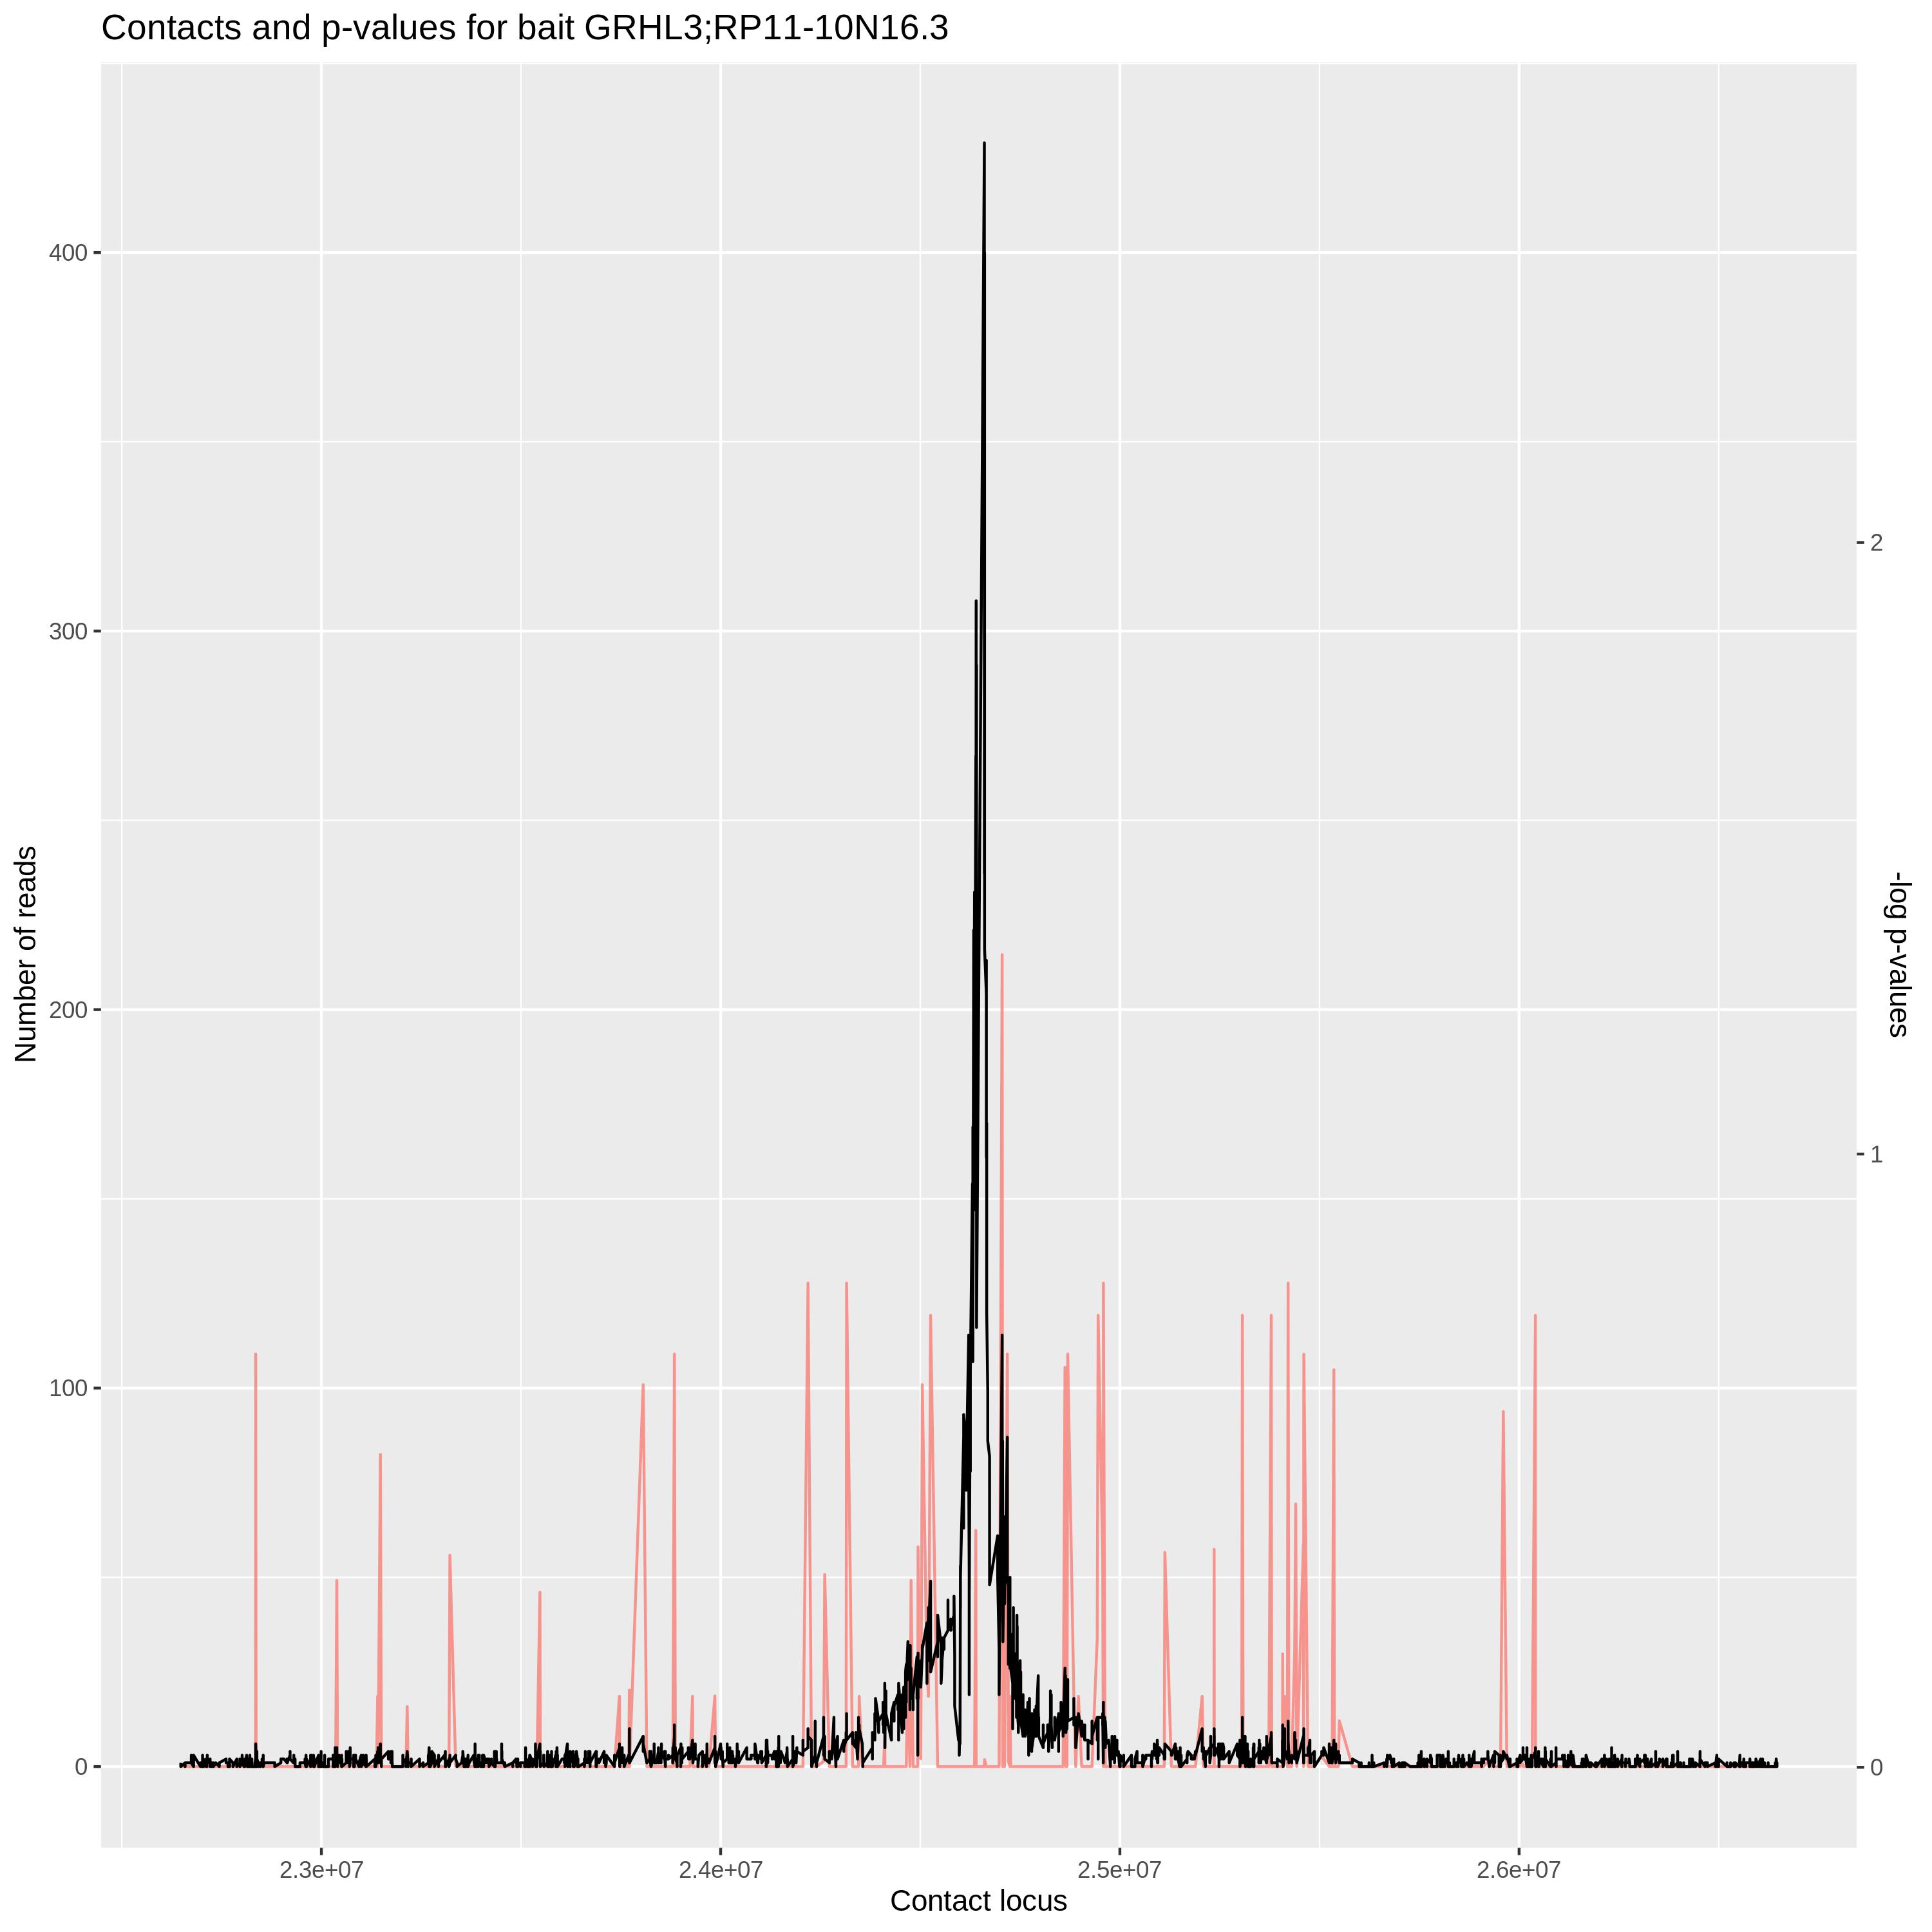 Contacts and p-values for bait GRHL3;RP11-10N16.3
400
300
200
100
0
Number of reads
2
1
0
-log p-values
2.3e+07
2.4e+07
2.5e+07
2.6e+07
Contact locus